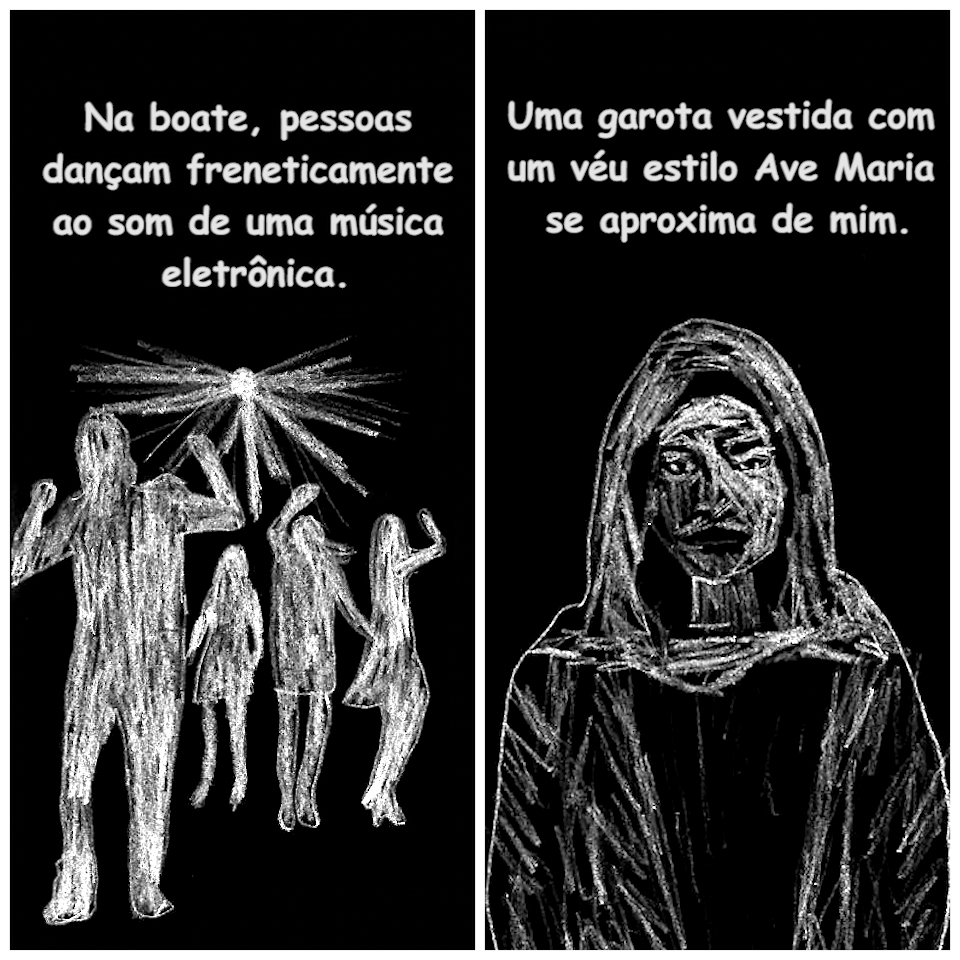 Na boate, pessoas
dançam freneticamente
ao som de uma música
eletrônica.
Uma garota vestida com
um véu estilo Ave Maria
se aproxima de mim.